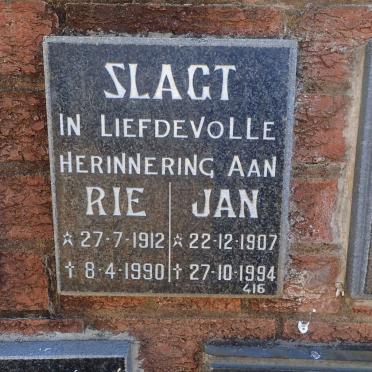 SLAGT
IN LIEFDEVOLLE
HERINNERING AAN
RIE JAN
☆ 27-7-1912 ☆ 22-12-1907
† 8-4-1990 † 27-10-1994
416